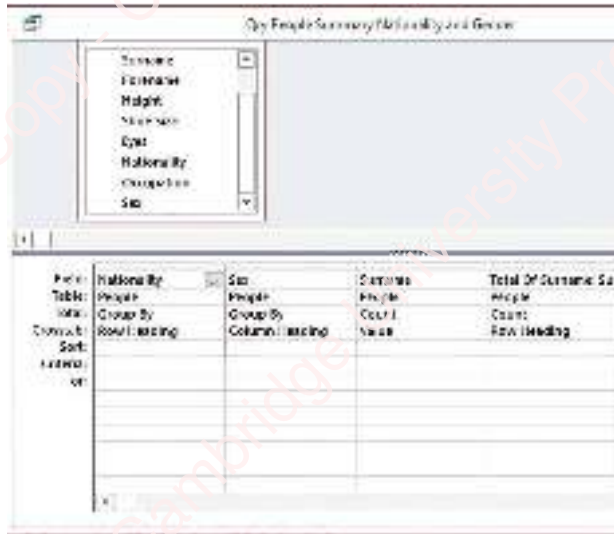 Qry People Summary Nationality and Gender
Surname
Forename
Height
Shoe size
Eyes
Nationality
Occupation
Sex
Field: Nationality Sex Surname Total Of Surname: Su
Table: People People People People
Total: Group By Group By Count Count
Crosstab: Row Heading Column Heading Value Row Heading
Sort:
Criteria:
or: